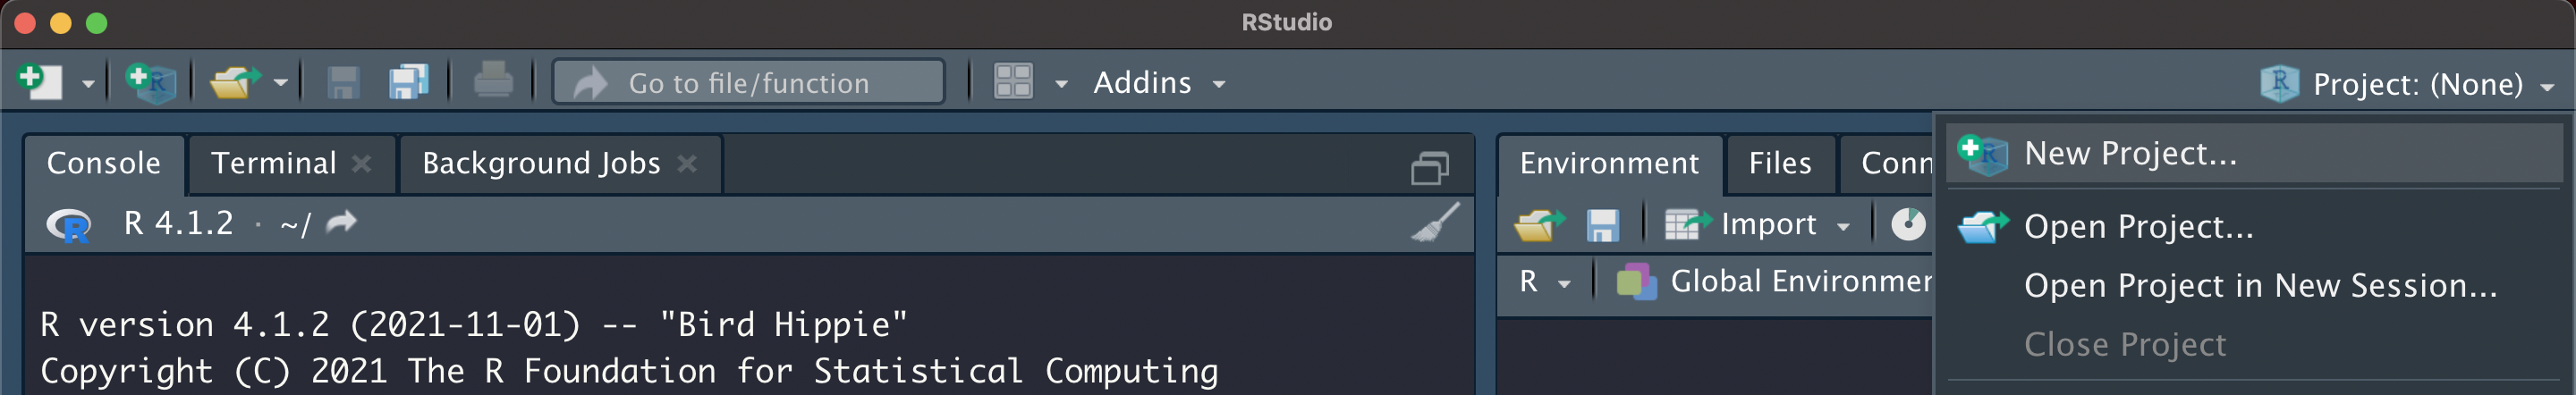 RStudio
Go to file/function
Addins
Project: (None)
Console
Terminal
Background Jobs
R 4.1.2 · ~/
R version 4.1.2 (2021-11-01) -- "Bird Hippie"
Copyright (C) 2021 The R Foundation for Statistical Computing
Environment
Files
Conn
Import
R
Global Environmen
New Project...
Open Project...
Open Project in New Session...
Close Project